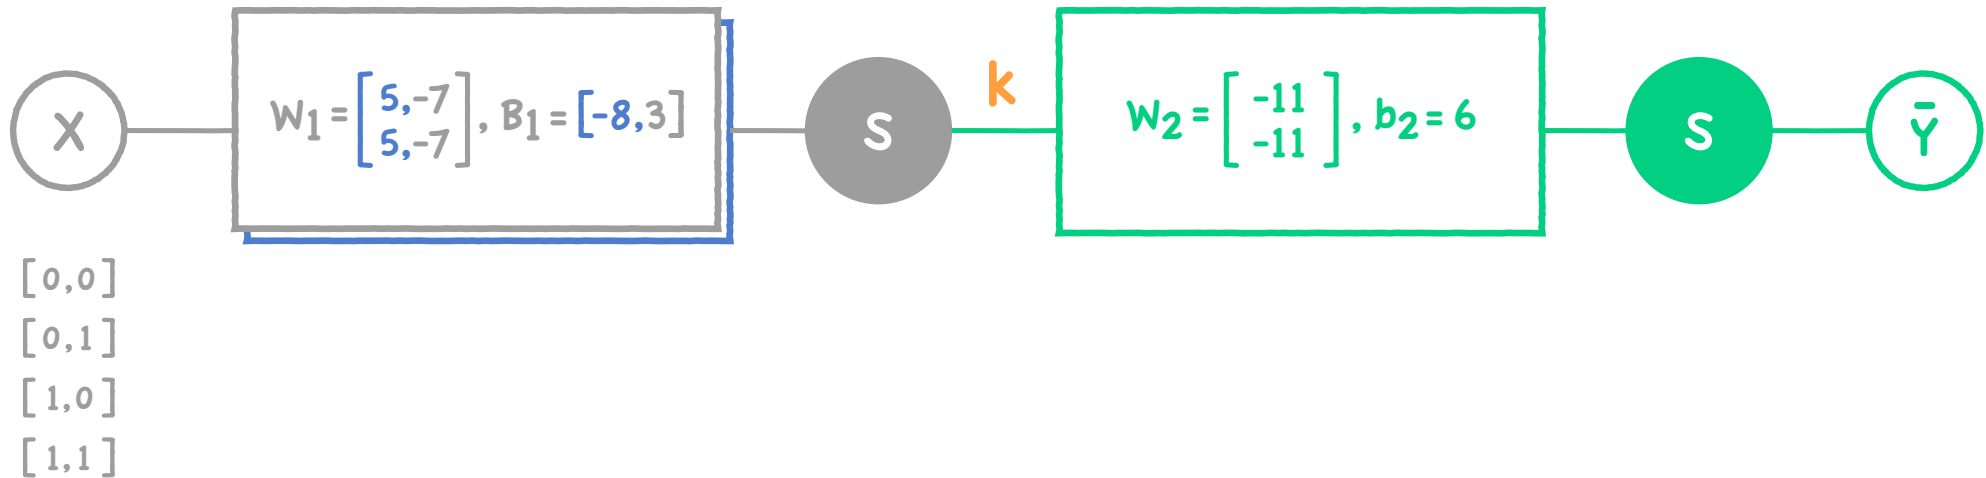 X
W1 = [5,-7
5,-7], B1 = [-8,3]
S
k
W2 = [-11
-11], b2 = 6
S
Ȳ
[0,0]
[0,1]
[1,0]
[1,1]